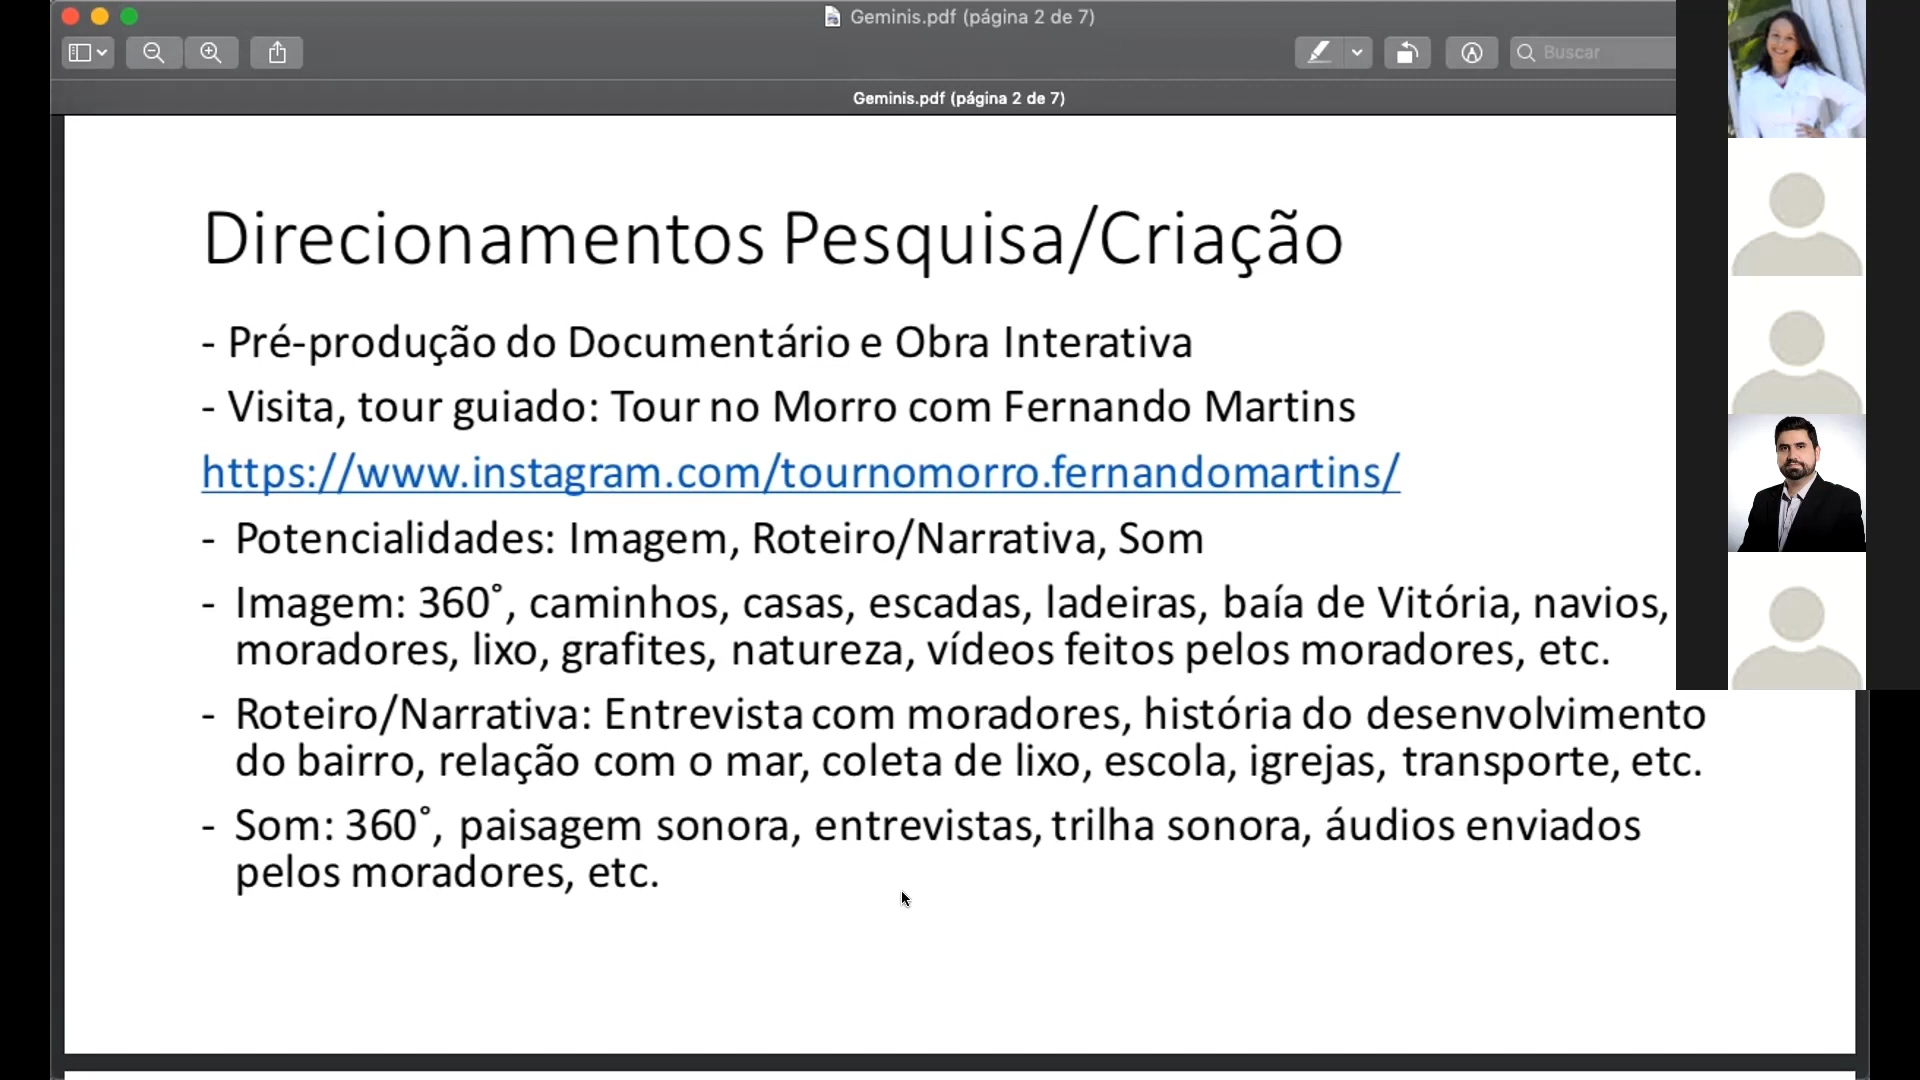 Geminis.pdf (página 2 de 7)
Buscar
Geminis.pdf (página 2 de 7)
Direcionamentos Pesquisa/Criação
- Pré-produção do Documentário e Obra Interativa
- Visita, tour guiado: Tour no Morro com Fernando Martins
https://www.instagram.com/tournomorro.fernandomartins/
- Potencialidades: Imagem, Roteiro/Narrativa, Som
- Imagem: 360˚, caminhos, casas, escadas, ladeiras, baía de Vitória, navios,
moradores, lixo, grafites, natureza, vídeos feitos pelos moradores, etc.
- Roteiro/Narrativa: Entrevista com moradores, história do desenvolvimento
do bairro, relação com o mar, coleta de lixo, escola, igrejas, transporte, etc.
- Som: 360˚, paisagem sonora, entrevistas, trilha sonora, áudios enviados
pelos moradores, etc.